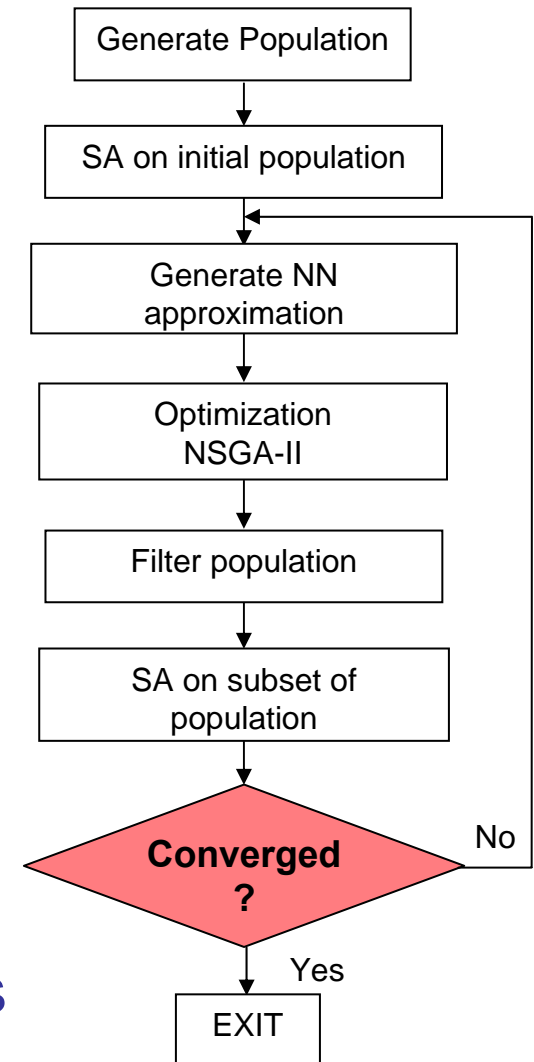 Generate Population
SA on initial population
Generate NN
approximation
Optimization
NSGA-II
Filter population
SA on subset of
population
Converged
?
No
Yes
s
EXIT